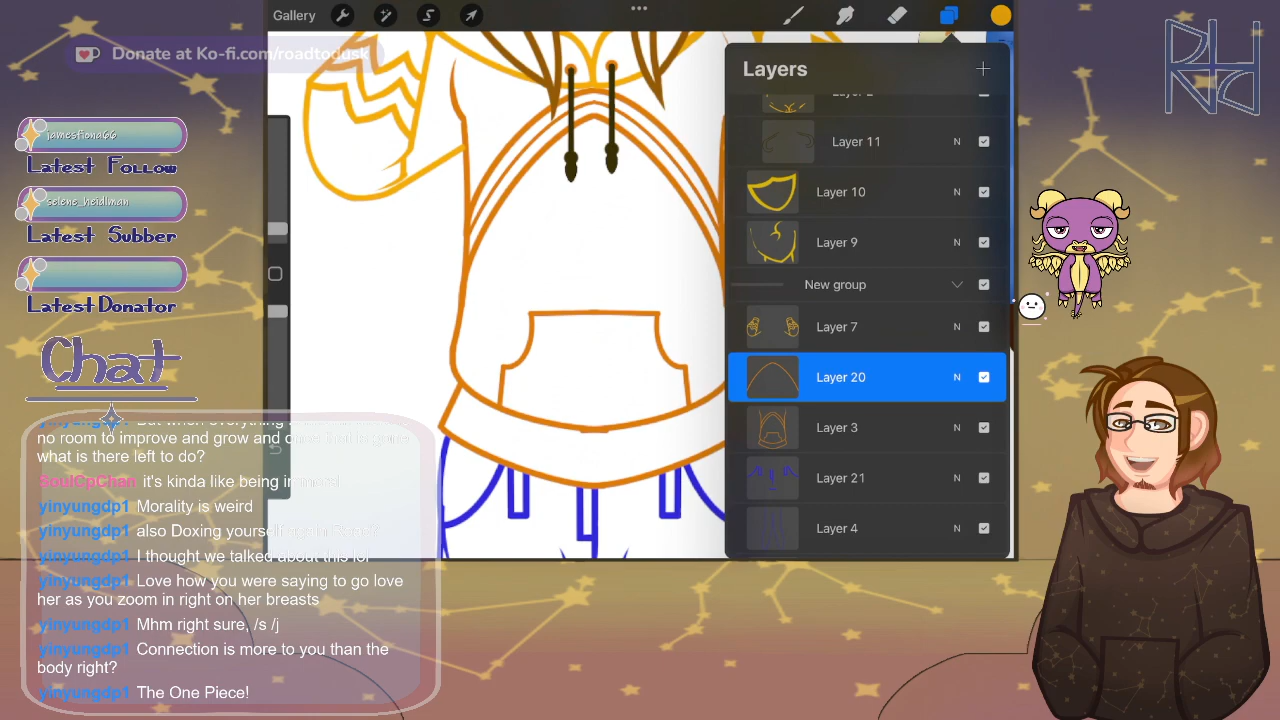 Gallery
Donate at Ko-fi.com/roadtodusk
RtD
Layers
Layer 11
N
Layer 10
N
Layer 9
N
New group
Layer 7
N
Layer 20
N
Layer 3
N
Layer 21
N
Layer 4
N
jamesfiona66
Latest Follow
selene_heidlman
Latest Subber
Latest Donator
Chat
no room to improve and grow and
what is there left to do?
SoulCpChan it's kinda like being
yinyungdp1 Morality is weird
yinyungdp1 also Doxing yourself
yinyungdp1 I thought we talked about this lol
yinyungdp1 Love how you were saying to go love
her as you zoom in right on her breasts
yinyungdp1 Mhm right sure, /s /j
yinyungdp1 Connection is more to you than the
body right?
yinyungdp1 The One Piece!